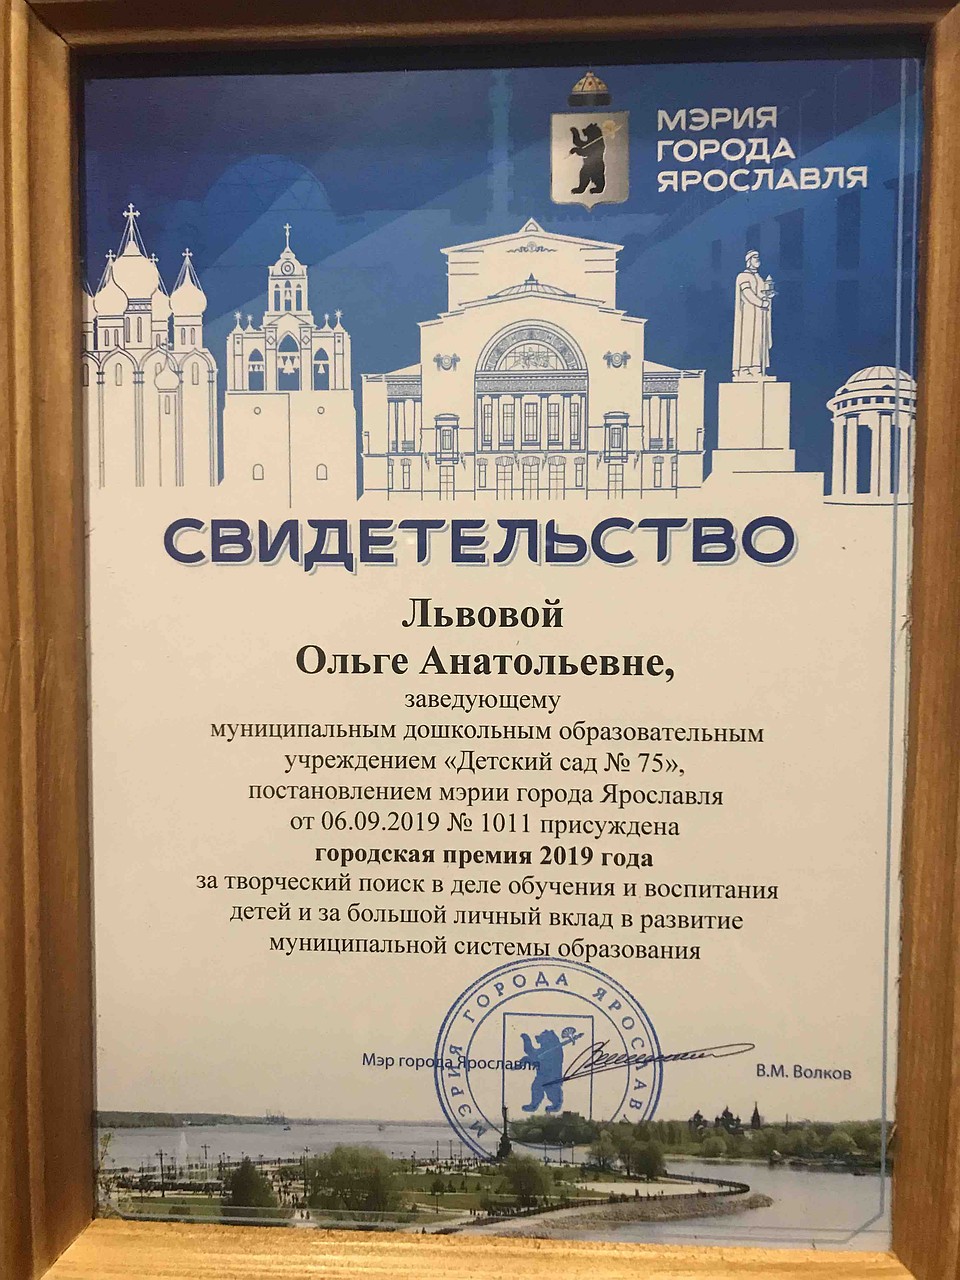 МЭРИЯ
ГОРОДА
ЯРОСЛАВЛЯ
СВИДЕТЕЛЬСТВО
Львовой
Ольге Анатольевне,
заведующему
муниципальным дошкольным образовательным
учреждением «Детский сад № 75»,
постановлением мэрии города Ярославля
от 06.09.2019 № 1011 присуждена
городская премия 2019 года
за творческий поиск в деле обучения и воспитания
детей и за большой личный вклад в развитие
муниципальной системы образования
МЭРИЯ ГОРОДА ЯРОСЛАВ
Мэр города Ярославля
В.М. Волков